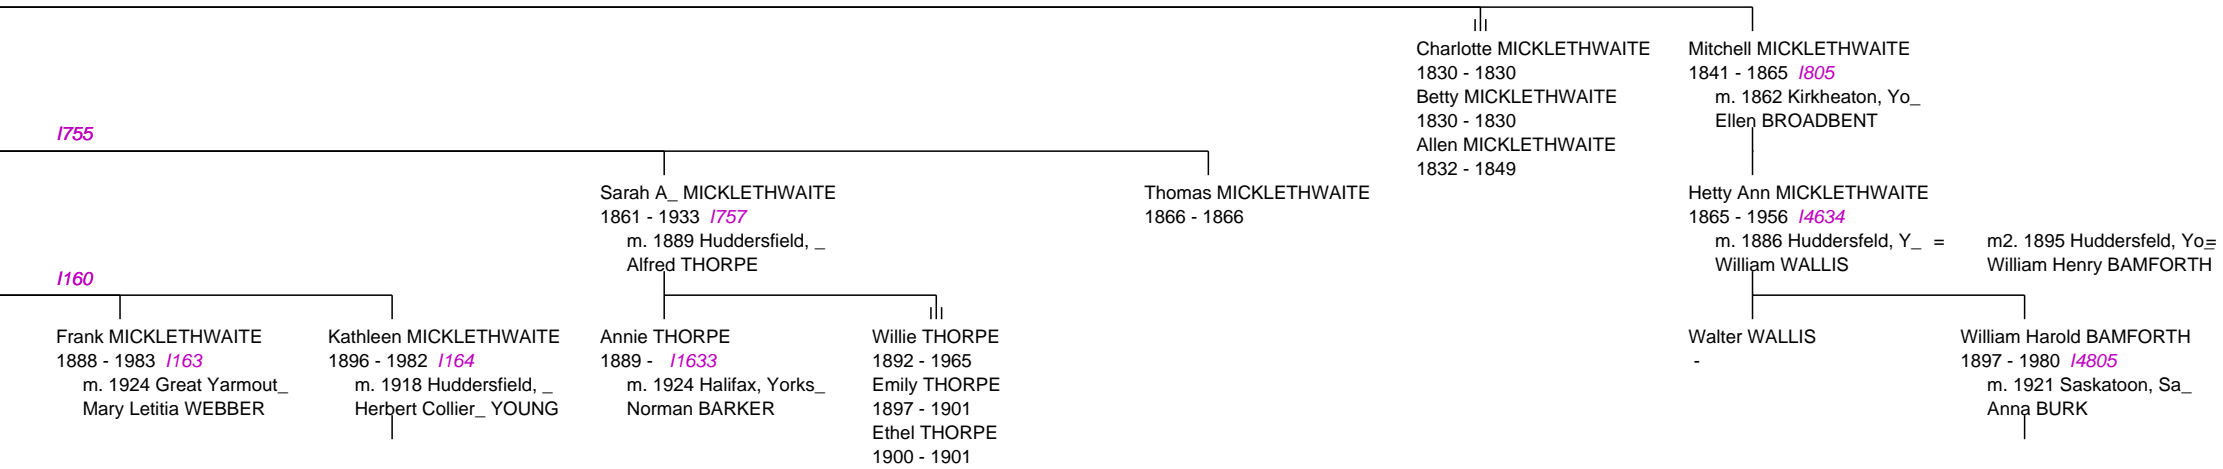 Charlotte MICKLETHWAITE
1830 - 1830
Betty MICKLETHWAITE
1830 - 1830
Allen MICKLETHWAITE
1832 - 1849
Mitchell MICKLETHWAITE
1841 - 1865 I805
m. 1862 Kirkheaton, Yo_
Ellen BROADBENT
I755
Sarah A_ MICKLETHWAITE
1861 - 1933 I757
m. 1889 Huddersfield, _
Alfred THORPE
Thomas MICKLETHWAITE
1866 - 1866
Hetty Ann MICKLETHWAITE
1865 - 1956 I4634
m. 1886 Huddersfeld, Y_ =
William WALLIS
m2. 1895 Huddersfeld, Yo=
William Henry BAMFORTH
I160
Frank MICKLETHWAITE
1888 - 1983 I163
m. 1924 Great Yarmout_
Mary Letitia WEBBER
Kathleen MICKLETHWAITE
1896 - 1982 I164
m. 1918 Huddersfield, _
Herbert Collier_ YOUNG
Annie THORPE
1889 - I1633
m. 1924 Halifax, Yorks_
Norman BARKER
Willie THORPE
1892 - 1965
Emily THORPE
1897 - 1901
Ethel THORPE
1900 - 1901
Walter WALLIS
-
William Harold BAMFORTH
1897 - 1980 I4805
m. 1921 Saskatoon, Sa_
Anna BURK